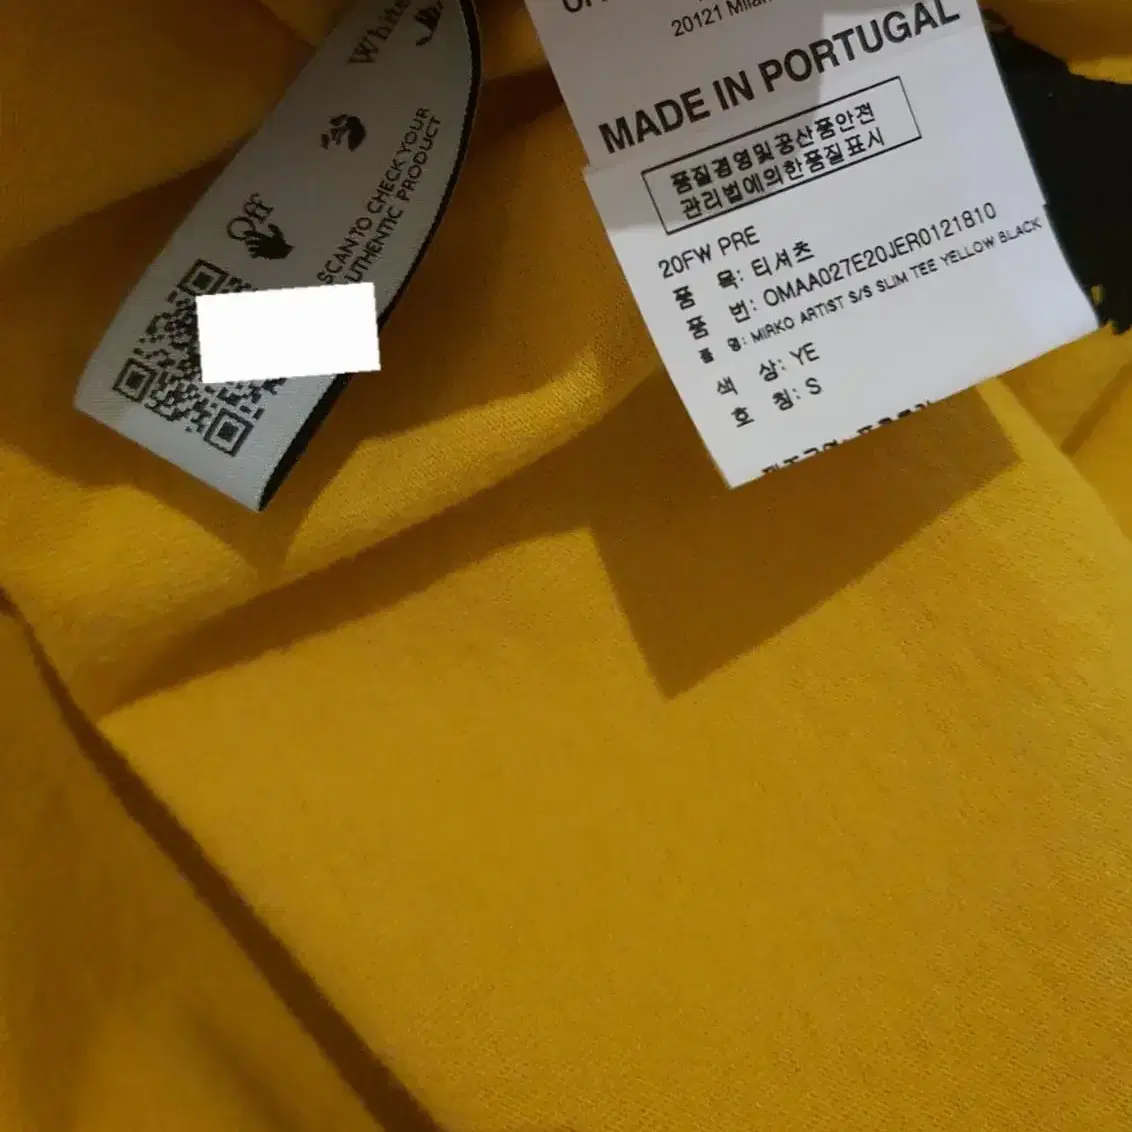 White
Off
SCAN TO CHECK YOUR
AUTHENTIC PRODUCT
20121 Milan
MADE IN PORTUGAL
품질경영및공산품안전
관리법에의한품질표시
20FW PRE
품 목: 티셔츠
품 번: OMAA027E20JER0121810
품 명: MIRKO ARTIST S/S SLIM TEE YELLOW BLACK
색 상: YE
호 칭: S